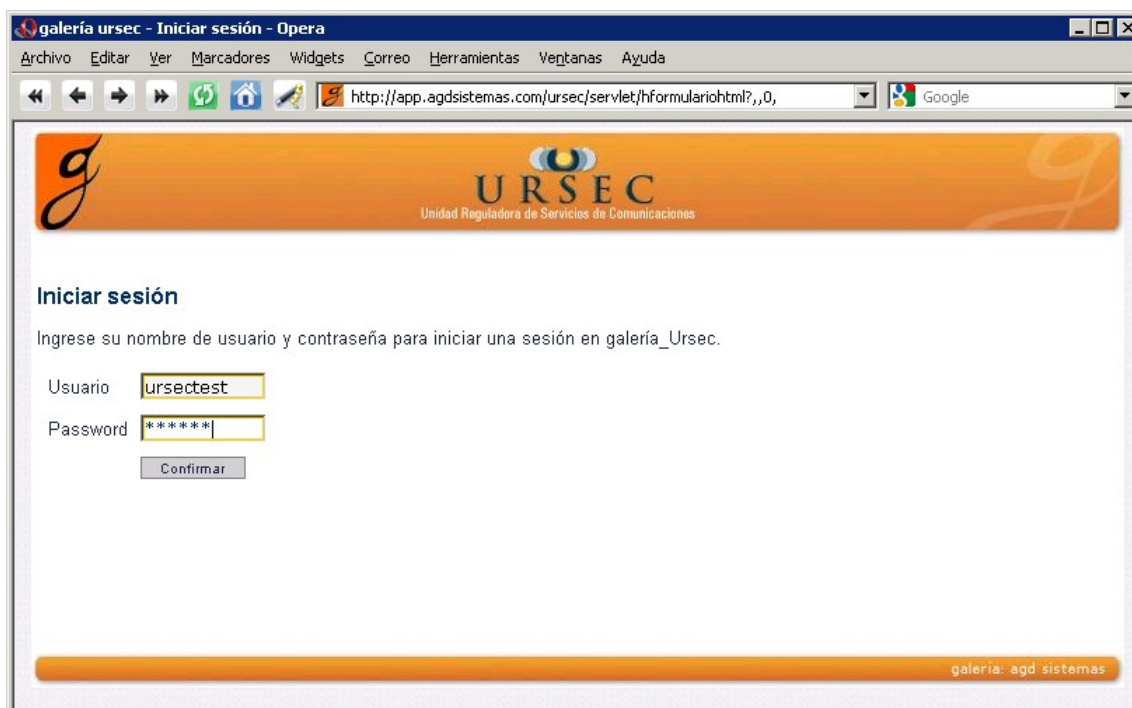 galería ursec - Iniciar sesión - Opera
Archivo Editar Ver Marcadores Widgets Correo Herramientas Ventanas Ayuda
http://app.agdsistemas.com/ursec/servlet/hformulariohtml?,,0, Google
g
URSEC
Unidad Reguladora de Servicios de Comunicaciones
Iniciar sesión
Ingrese su nombre de usuario y contraseña para iniciar una sesión en galería_Ursec.
Usuario ursectest
Password ******
Confirmar
galería: agd sistemas